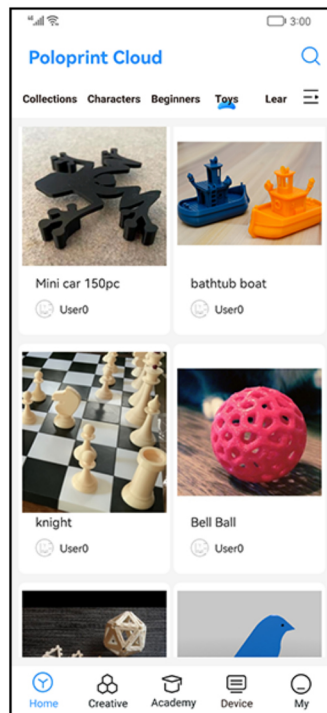 3:00
Poloprint Cloud
Collections Characters Beginners Toys Lear
Mini car 150pc
bathtub boat
User0
User0
knight
Bell Ball
User0
User0
Home Creative Academy Device My